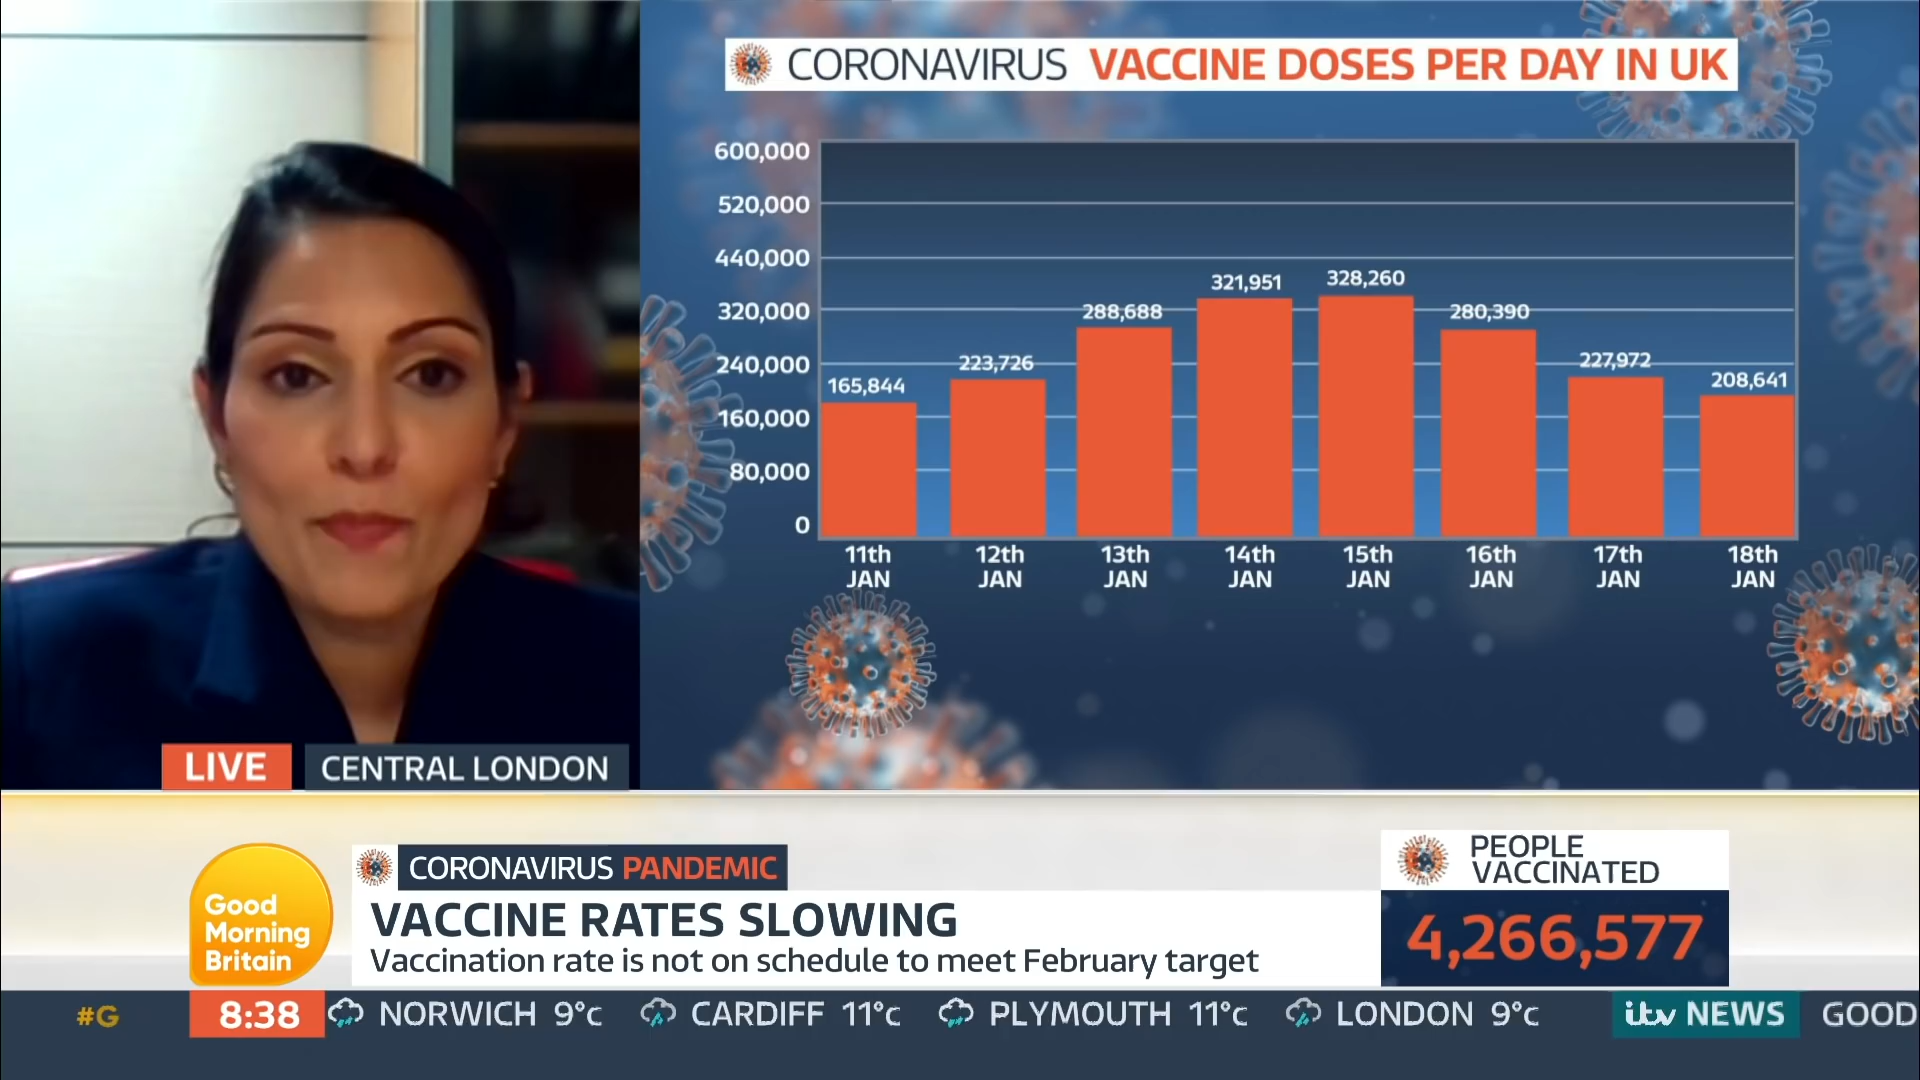 CORONAVIRUS VACCINE DOSES PER DAY IN UK
600,000
520,000
440,000
320,000
240,000
160,000
80,000
0
165,844
223,726
288,688
321,951
328,260
280,390
227,972
208,641
11th JAN
12th JAN
13th JAN
14th JAN
15th JAN
16th JAN
17th JAN
18th JAN
LIVE CENTRAL LONDON
Good
Morning
Britain
CORONAVIRUS PANDEMIC
VACCINE RATES SLOWING
Vaccination rate is not on schedule to meet February target
PEOPLE
VACCINATED
4,266,577
#G 8:38 NORWICH 9°c CARDIFF 11°c PLYMOUTH 11°c LONDON 9°c itv NEWS GOOD